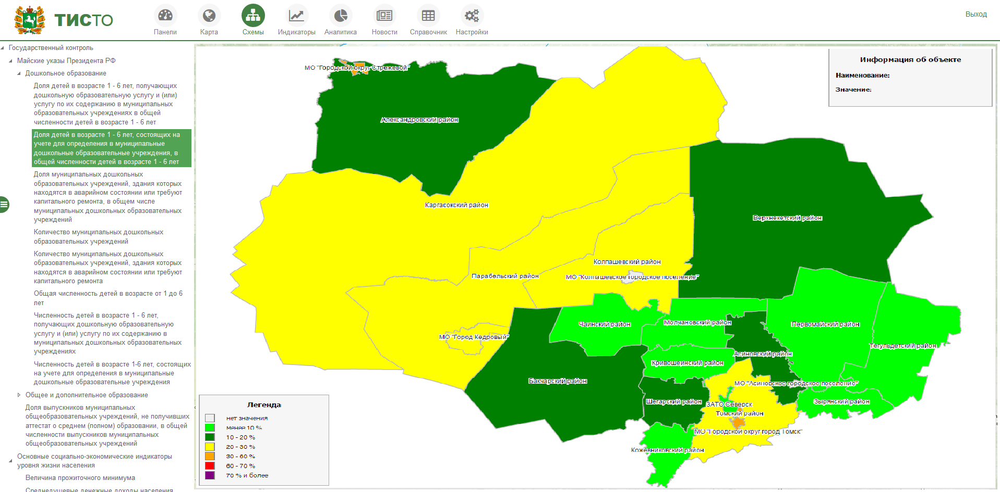 ТИСТО
Панели
Карта
Схемы
Индикаторы
Аналитика
Новости
Справочник
Настройки
Выход
Государственный контроль
Майские указы Президента РФ
Дошкольное образование
Доля детей в возрасте 1 - 6 лет, получающих
дошкольную образовательную услугу и (или)
услугу по их содержанию в муниципальных
образовательных учреждениях в общей
численности детей в возрасте 1 - 6 лет
Доля детей в возрасте 1 - 6 лет, состоящих на
учете для определения в муниципальные
дошкольные образовательные учреждения, в
общей численности детей в возрасте 1 - 6 лет
Доля муниципальных дошкольных
образовательных учреждений, здания которых
находятся в аварийном состоянии или требуют
капитального ремонта, в общем числе
муниципальных дошкольных образовательных
учреждений
Количество муниципальных дошкольных
образовательных учреждений
Количество муниципальных дошкольных
образовательных учреждений, здания которых
находятся в аварийном состоянии или требуют
капитального ремонта
Общая численность детей в возрасте от 1 до 6
лет
Численность детей в возрасте 1 - 6 лет,
получающих дошкольную образовательную
услугу и (или) услугу по их содержанию в
муниципальных дошкольных образовательных
учреждениях
Численность детей в возрасте 1-6 лет, состоящих
на учете для определения в муниципальные
дошкольные образовательные учреждения
Общее и дополнительное образование
Доля выпускников муниципальных
общеобразовательных учреждений, не получивших
аттестат о среднем (полном) образовании, в общей
численности выпускников муниципальных
общеобразовательных учреждений
Основные социально-экономические индикаторы
уровня жизни населения
Величина прожиточного минимума
Среднедушевые денежные доходы населения
Информация об объекте
Наименование:
Значение:
МО "Городской округ Стрежевой"
Александровский район
Каргасокский район
Верхнекетский район
Колпашевский район
Парабельский район
МО "Колпашевское городское поселение"
Чаинский район
Молчановский район
Первомайский район
МО "Город Кедровый"
Тегульдетский район
Асиновский район
Кривошеинский район
Бакчарский район
МО "Асиновское городское поселение"
Шегарский район
ЗАТО Северск
Зырянский район
Томский район
МО "Городской округ город Томск"
Кожевниковский район
Легенда
нет значения
менее 10 %
10 - 20 %
20 - 30 %
30 - 60 %
60 - 70 %
70 % и более